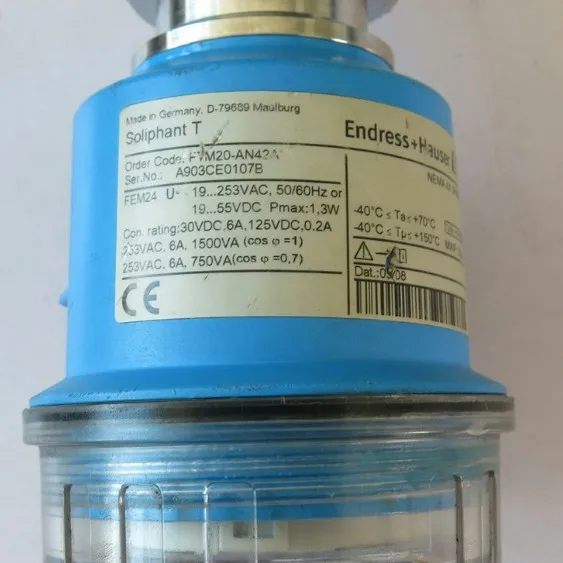 Made in Germany, D-79689 Maulburg
Soliphant T
Order Code: FTM20-AN42A
Ser.No.: A903CE0107B
FEM24 U~ 19...253VAC, 50/60Hz or
19...55VDC Pmax:1,3W
Con. rating:30VDC,6A,125VDC,0.2A
253VAC, 6A, 1500VA (cos φ =1)
253VAC, 6A, 750VA(cos φ =0,7)
CE
Endress+Hauser
NEMA
-40°C ≤ Ta≤ +70°C
-40°C ≤ Tp≤ +150°C
Dat.: /08